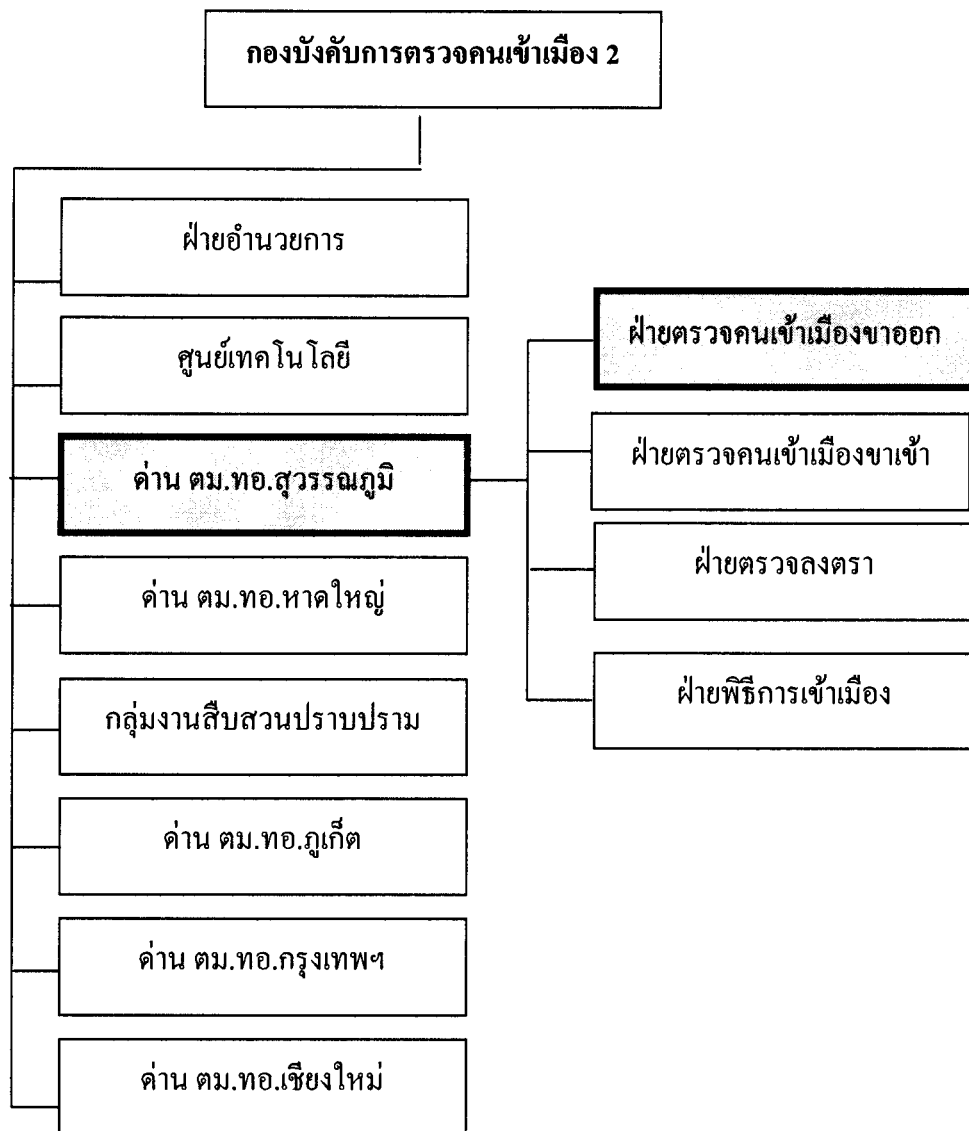 กองบังคับการตรวจคนเข้าเมือง 2
ฝ่ายอำนวยการ
ศูนย์เทคโนโลยี
ด่าน ตม.ทอ.สุวรรณภูมิ
ด่าน ตม.ทอ.หาดใหญ่
กลุ่มงานสืบสวนปราบปราม
ด่าน ตม.ทอ.ภูเก็ต
ด่าน ตม.ทอ.กรุงเทพฯ
ด่าน ตม.ทอ.เชียงใหม่
ฝ่ายตรวจคนเข้าเมืองขาออก
ฝ่ายตรวจคนเข้าเมืองขาเข้า
ฝ่ายตรวจลงตรา
ฝ่ายพิธีการเข้าเมือง